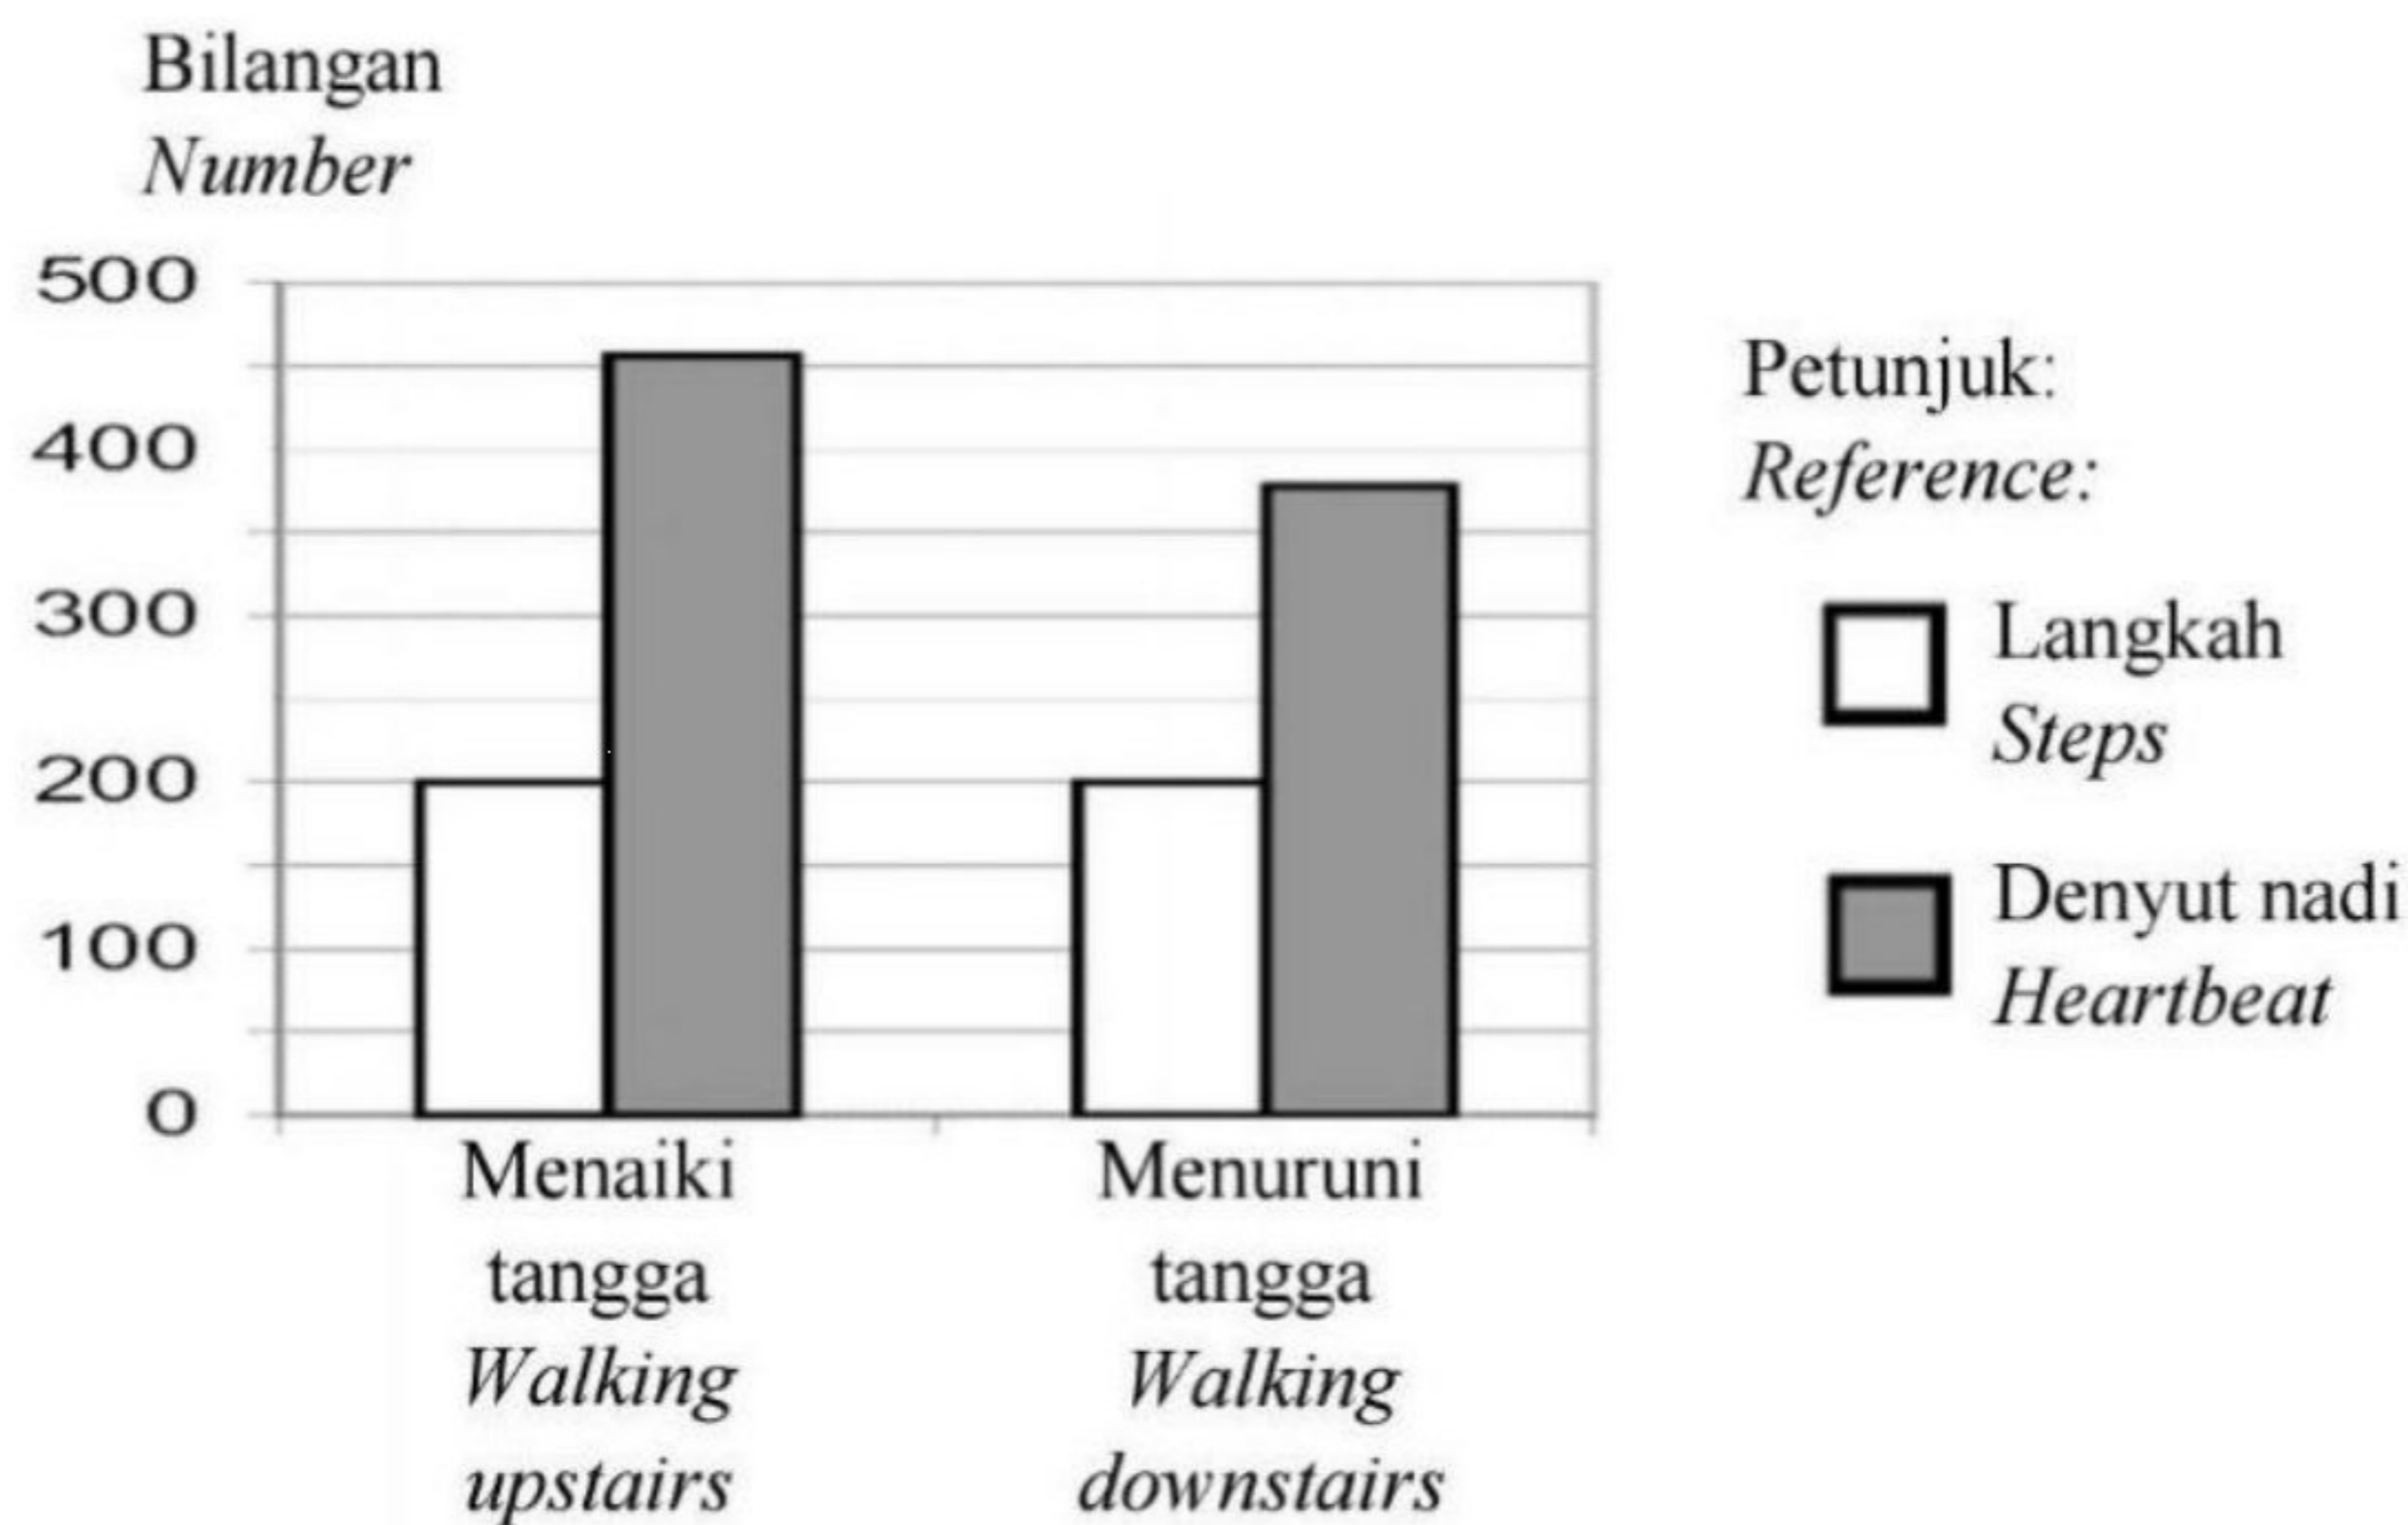 Bilangan
Number
500
400
300
200
100
0
Menaiki
tangga
Walking
upstairs
Menuruni
tangga
Walking
downstairs
Petunjuk:
Reference:
Langkah
Steps
Denyut nadi
Heartbeat